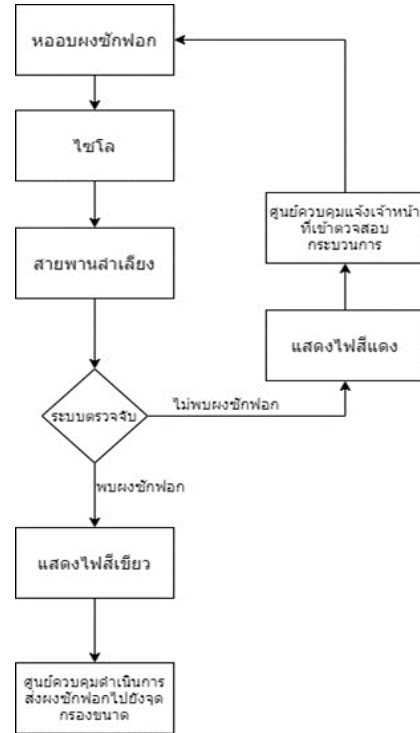 หออบผงซักฟอก
ไซโล
สายพานลำเลียง
ระบบตรวจจับ
ไม่พบผงซักฟอก
แสดงไฟสีแดง
ศูนย์ควบคุมแจ้งเจ้าหน้า
ที่เข้าตวจสอบ
กระบวนการ
พบผงซักฟอก
แสดงไฟสีเขียว
ศูนย์ควบคุมดำเนินการ
ส่งผงซักฟอกไปยังจุด
กรองขนาด